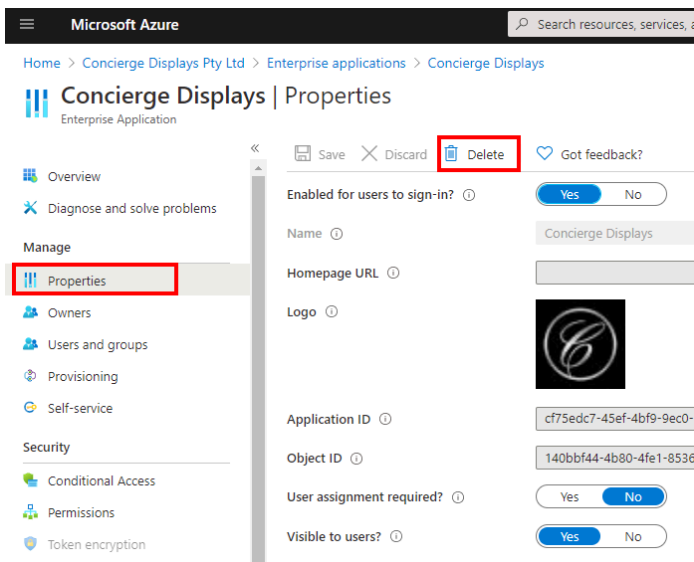 Microsoft Azure
Search resources, services, a
Home > Concierge Displays Pty Ltd > Enterprise applications > Concierge Displays
Concierge Displays | Properties
Enterprise Application
Save Discard Delete Got feedback?
Overview
Diagnose and solve problems
Manage
Properties
Owners
Users and groups
Provisioning
Self-service
Security
Conditional Access
Permissions
Token encryption
Enabled for users to sign-in? Yes No
Name Concierge Displays
Homepage URL
Logo
Application ID cf75edc7-45ef-4bf9-9ec0-
Object ID 140bbf44-4b80-4fe1-8536
User assignment required? Yes No
Visible to users? Yes No